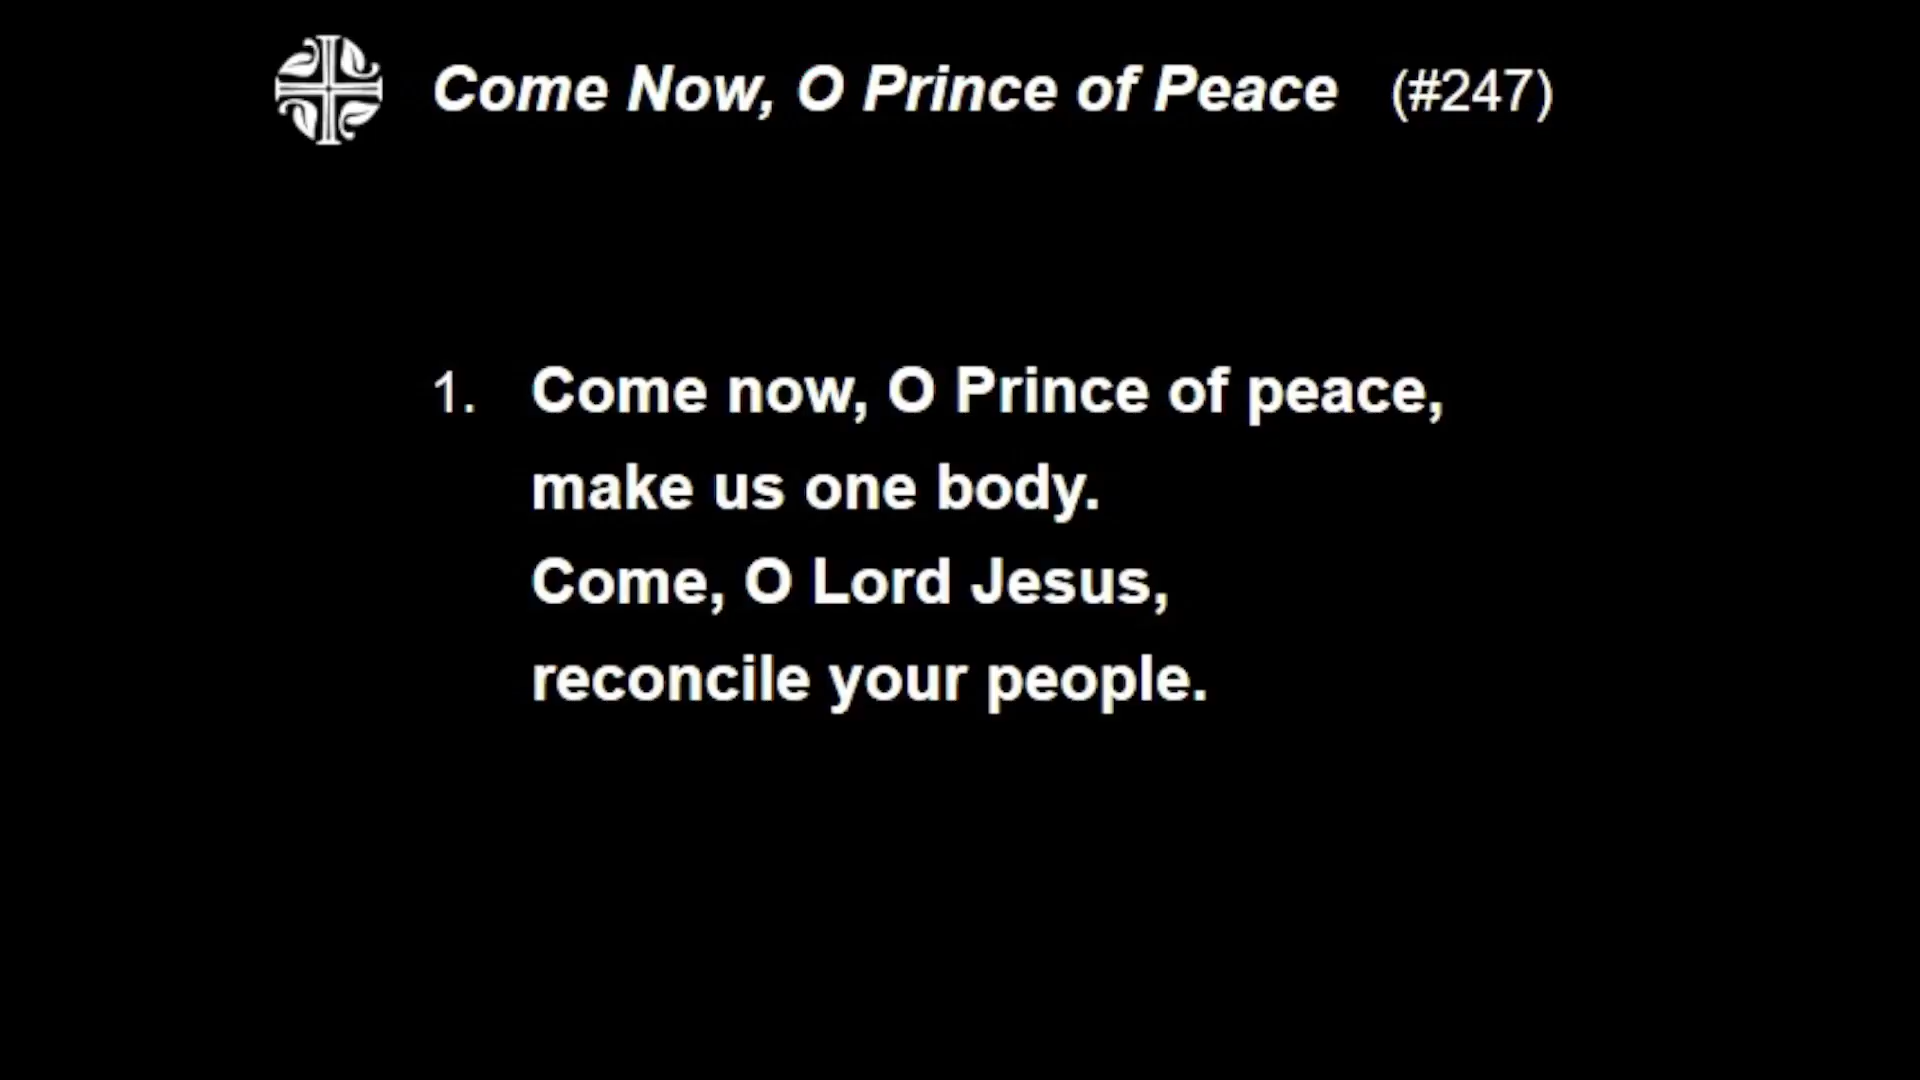 Come Now, O Prince of Peace (#247)
1. Come now, O Prince of peace,
make us one body.
Come, O Lord Jesus,
reconcile your people.